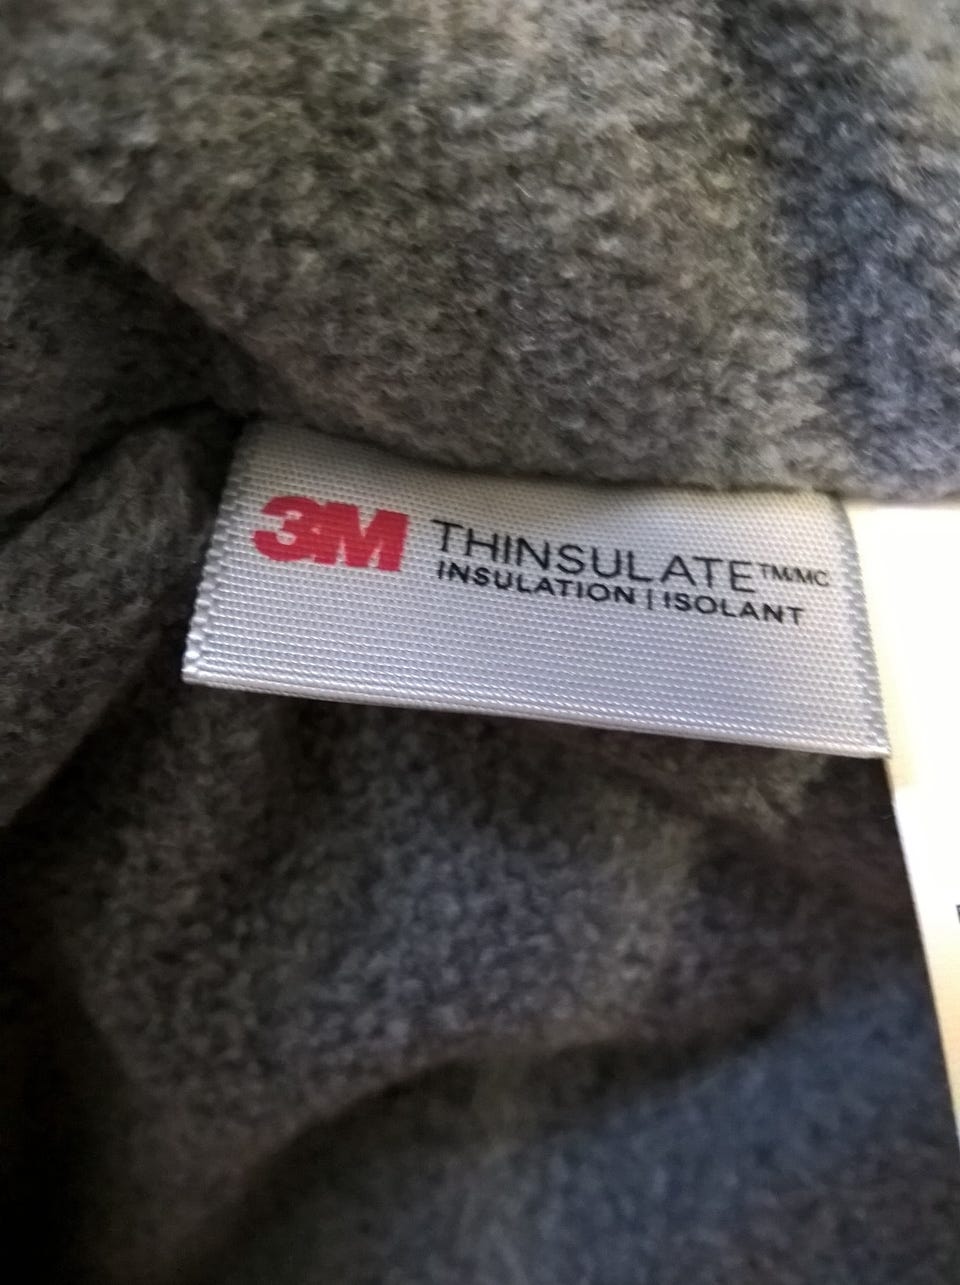 3M THINSULATE™/MC
INSULATION | ISOLANT